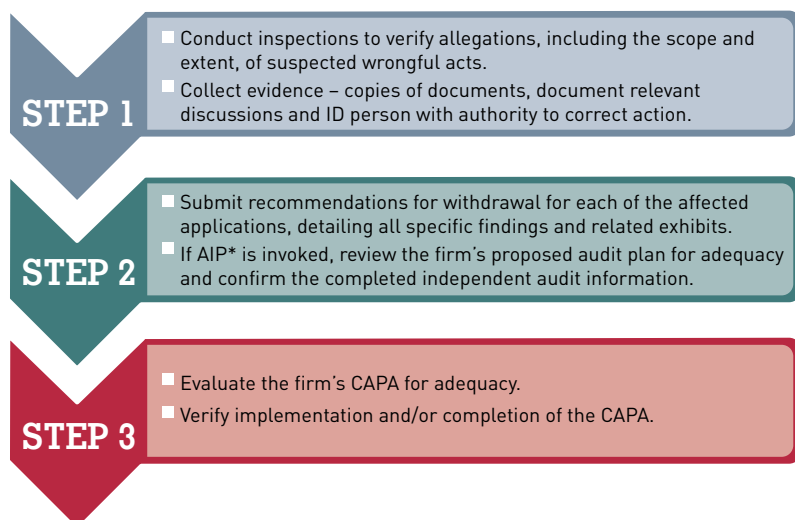 STEP 1
Conduct inspections to verify allegations, including the scope and
extent, of suspected wrongful acts.
Collect evidence – copies of documents, document relevant
discussions and ID person with authority to correct action.
STEP 2
Submit recommendations for withdrawal for each of the affected
applications, detailing all specific findings and related exhibits.
If AIP* is invoked, review the firm's proposed audit plan for adequacy
and confirm the completed independent audit information.
STEP 3
Evaluate the firm's CAPA for adequacy.
Verify implementation and/or completion of the CAPA.